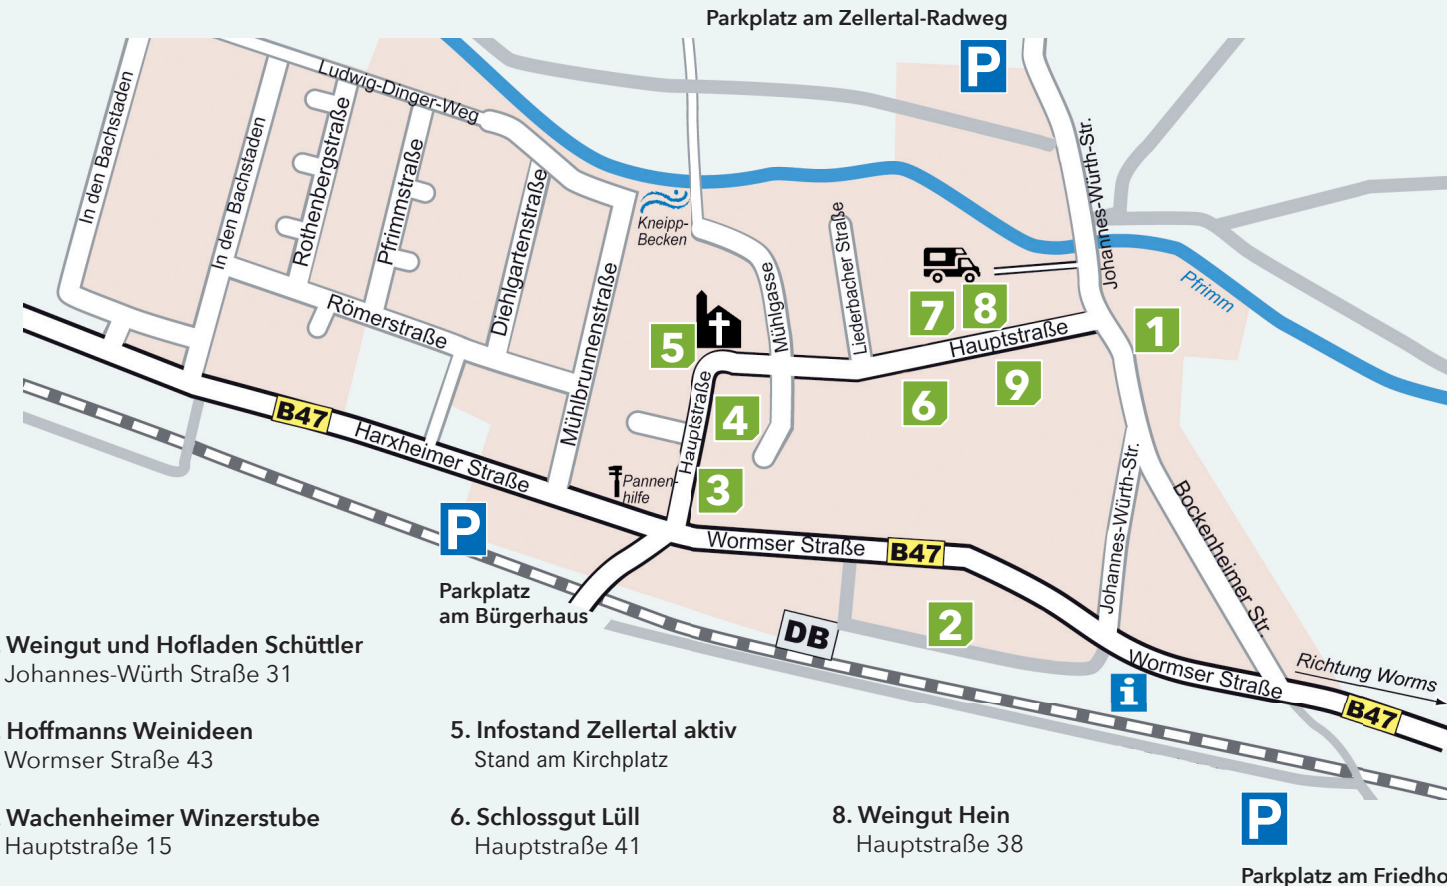 Parkplatz am Zellertal-Radweg
P
Ludwig-Dinger-Weg
In den Bachstaden
In den Bachstaden
Rothenbergstraße
Pfrimmstraße
Diehlgartenstraße
Römerstraße
Mühlbrunnenstraße
Kneipp-
Becken
Mühlgasse
Liederbacher Straße
Johannes-Würth-Str.
Pfrimm
7
8
1
5
Hauptstraße
9
6
4
Hauptstraße
3
B47
Harxheimer Straße
Pannen-
hilfe
P
Parkplatz
am Bürgerhaus
Wormser Straße
B47
Johannes-Würth-Str.
Bockenheimer Str.
2
DB
i
Wormser Straße
Richtung Worms
B47
Weingut und Hofladen Schüttler
Johannes-Würth Straße 31
Hoffmanns Weinideen
Wormser Straße 43
Wachenheimer Winzerstube
Hauptstraße 15
5. Infostand Zellertal aktiv
Stand am Kirchplatz
6. Schlossgut Lüll
Hauptstraße 41
8. Weingut Hein
Hauptstraße 38
P
Parkplatz am Friedho